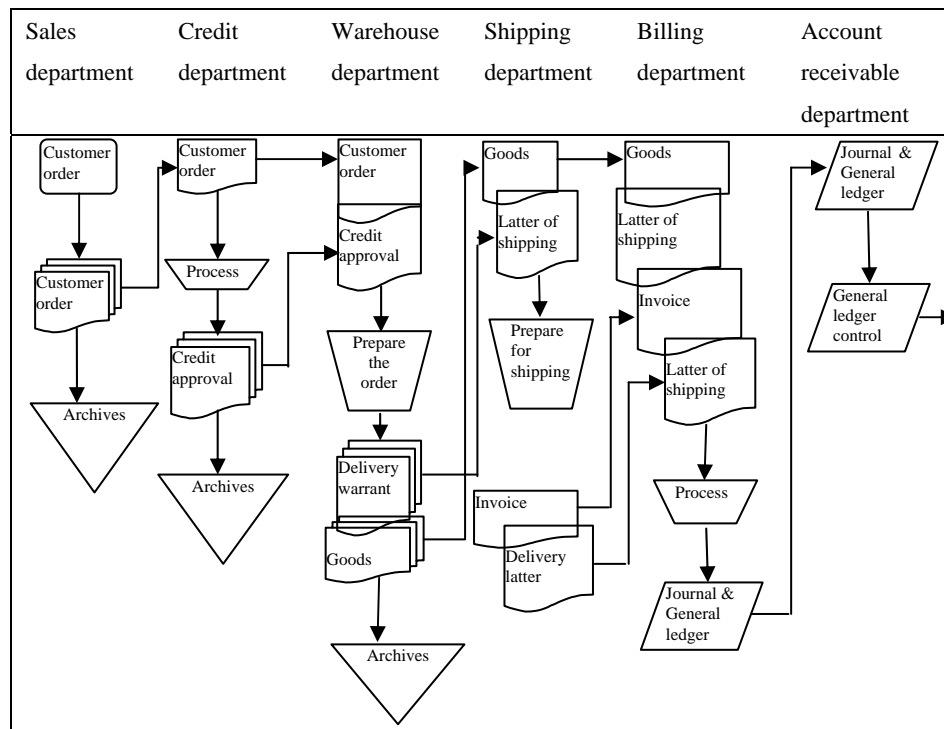 Sales
department
Credit
department
Warehouse
department
Shipping
department
Billing
department
Account
receivable
department
Customer
order
Customer
order
Archives
Customer
order
Process
Credit
approval
Archives
Customer
order
Credit
approval
Prepare
the
order
Delivery
warrant
Goods
Archives
Goods
Latter of
shipping
Prepare
for
shipping
Invoice
Delivery
latter
Goods
Latter of
shipping
Invoice
Latter of
shipping
Process
Journal &
General
ledger
Journal &
General
ledger
General
ledger
control